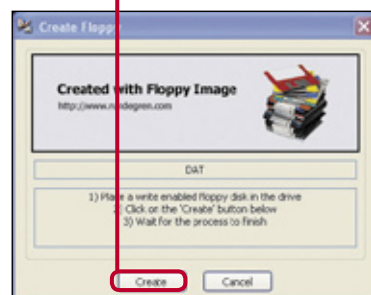 Create Floppy
Created with Floppy Image
http://www.rundegren.com
DAT
1) Place a write enabled floppy disk in the drive
2) Click on the 'Create' button below
3) Wait for the process to finish
Create
Cancel